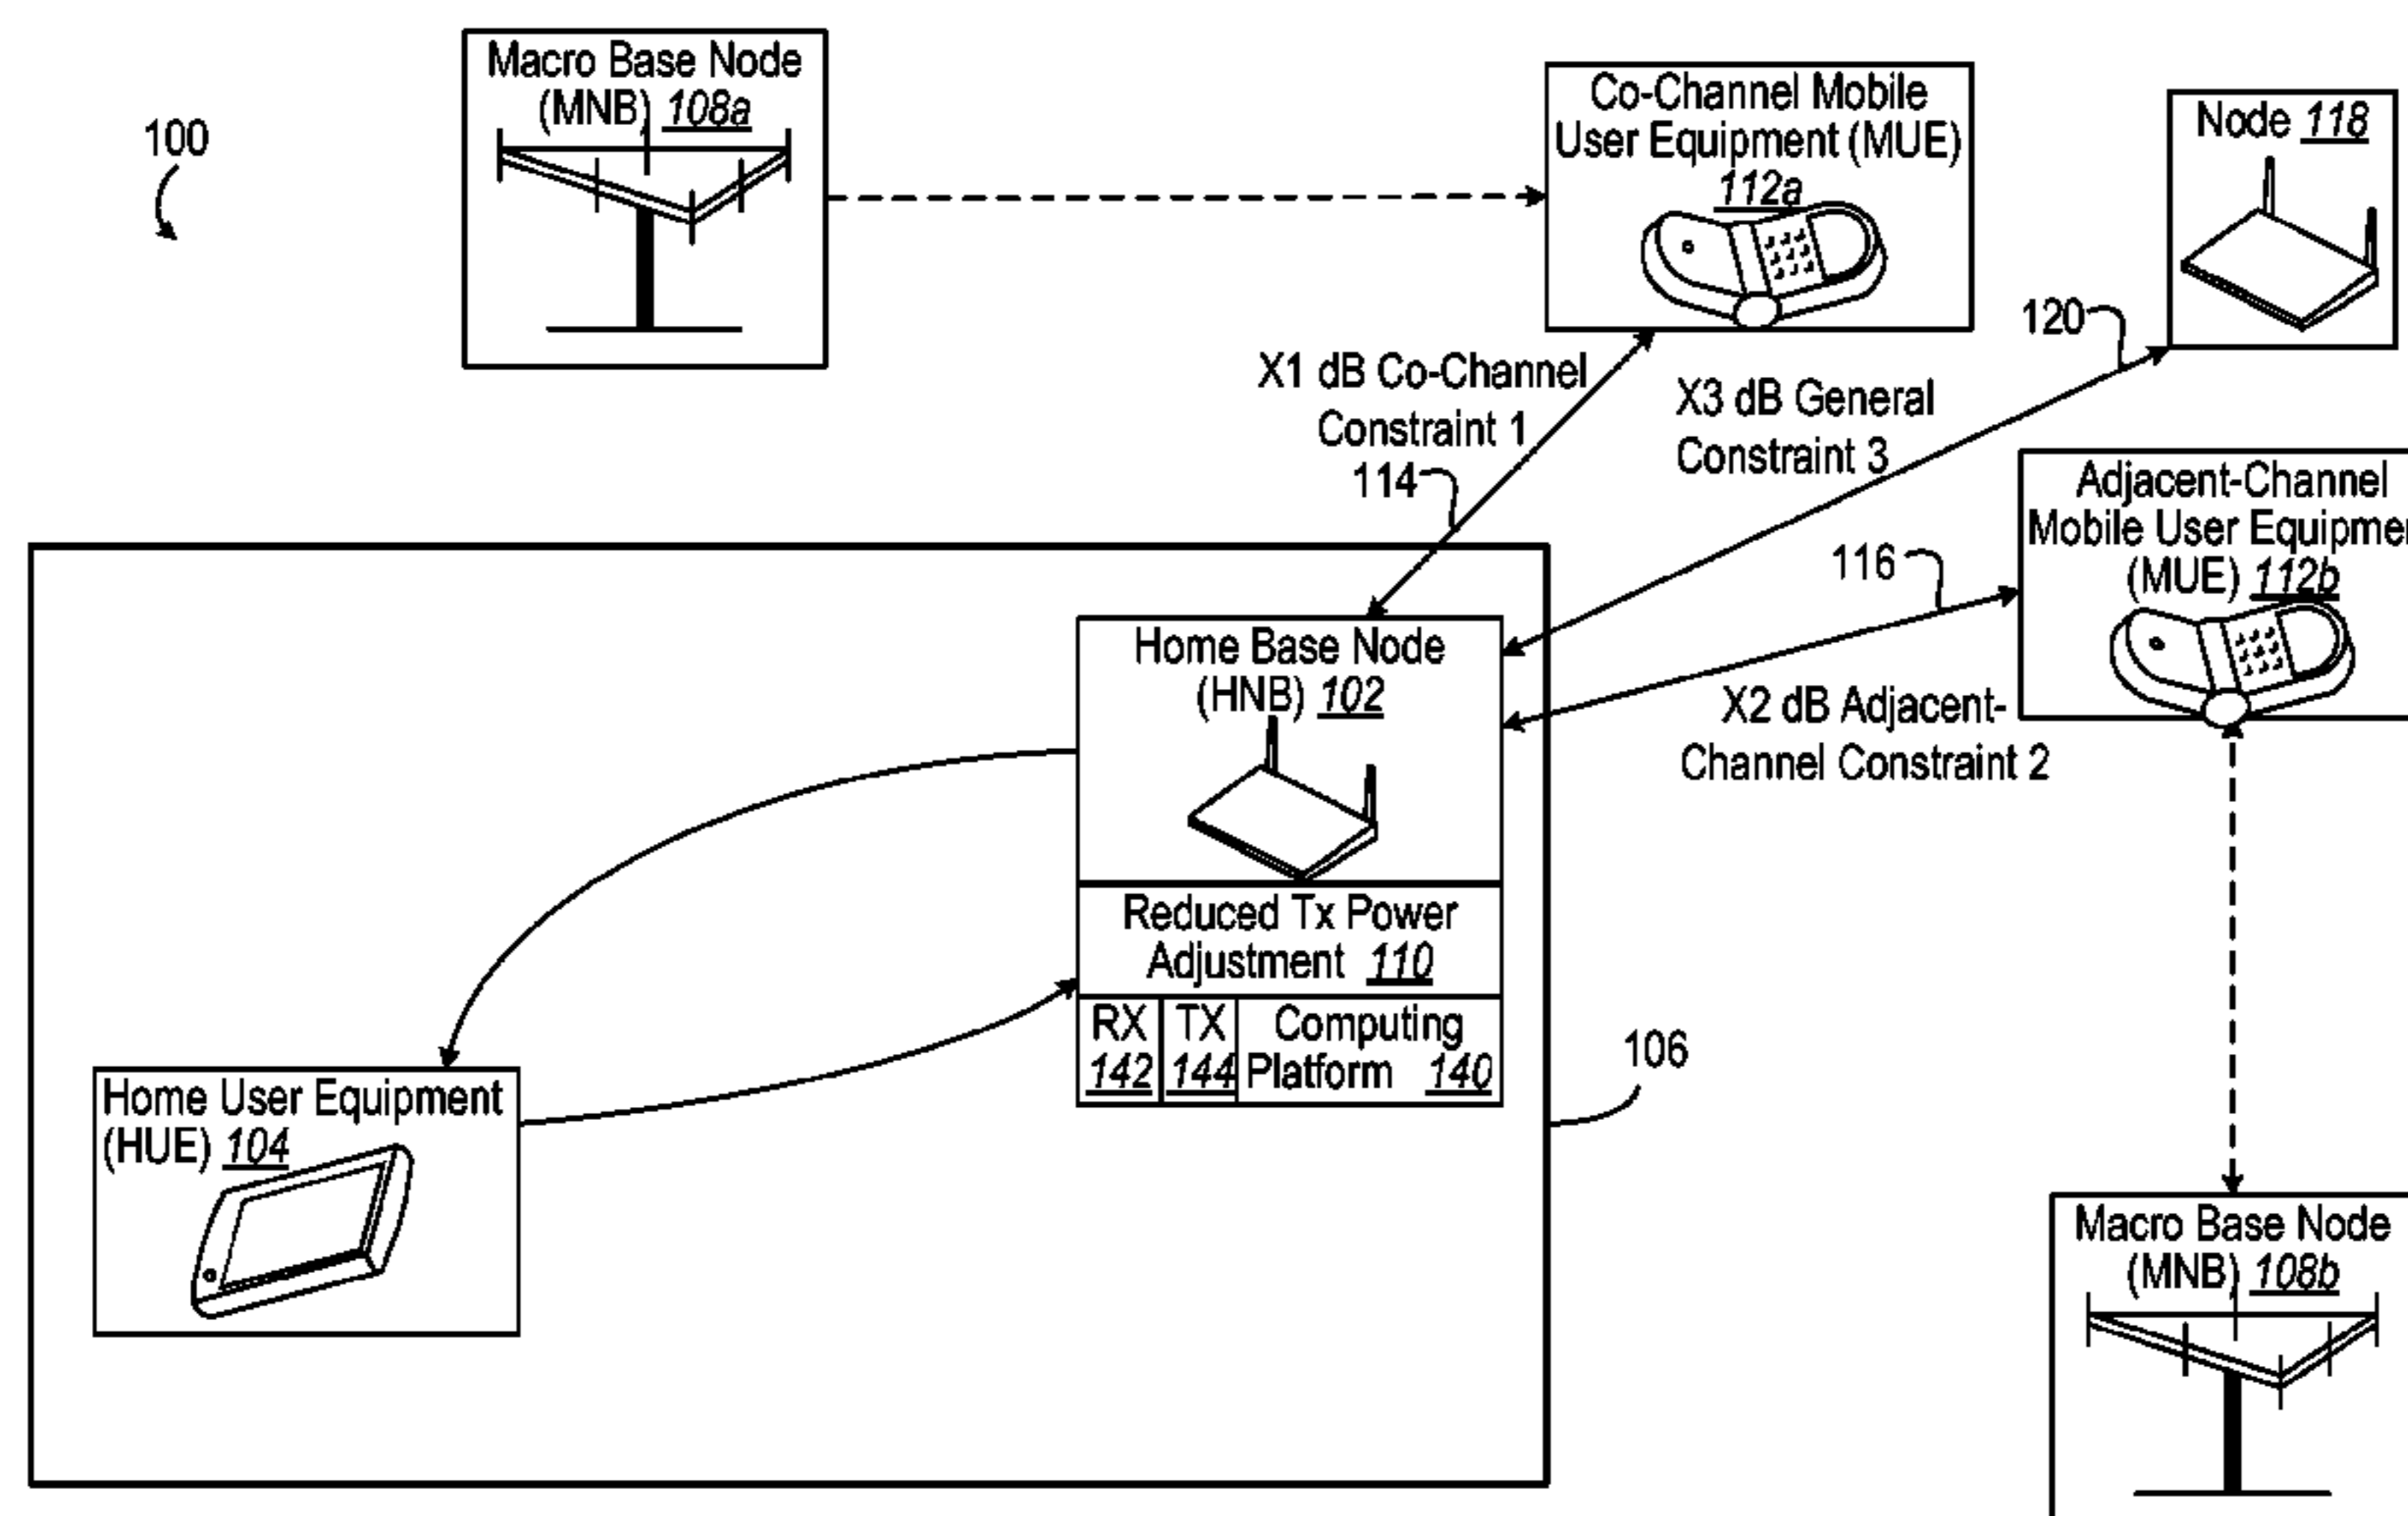 Macro Base Node
(MNB) 108a
100
Co-Channel Mobile
User Equipment (MUE)
112a
Node 118
120
X1 dB Co-Channel
Constraint 1
114
X3 dB General
Constraint 3
116
Adjacent-Channel
Mobile User Equipmen
(MUE) 112b
X2 dB Adjacent-
Channel Constraint 2
Home Base Node
(HNB) 102
Reduced Tx Power
Adjustment 110
RX
142
TX
144
Computing
Platform 140
106
Home User Equipment
(HUE) 104
Macro Base Node
(MNB) 108b